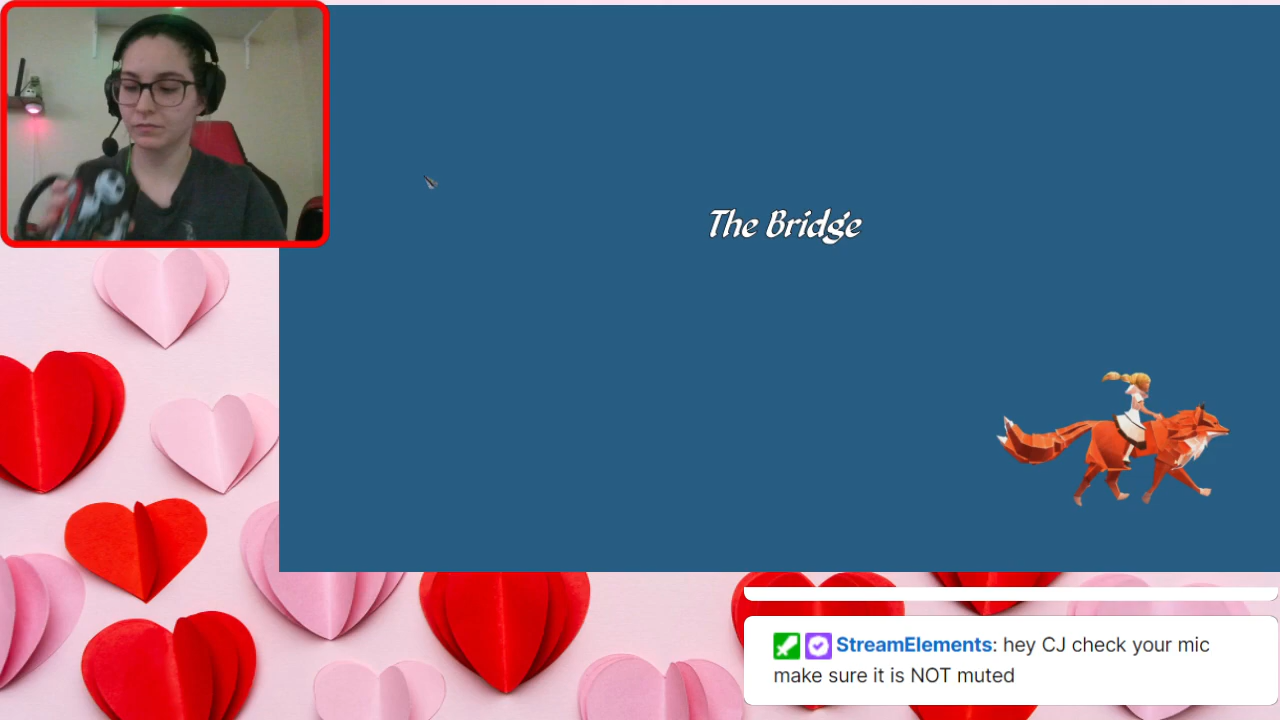 The Bridge
StreamElements: hey CJ check your mic
make sure it is NOT muted